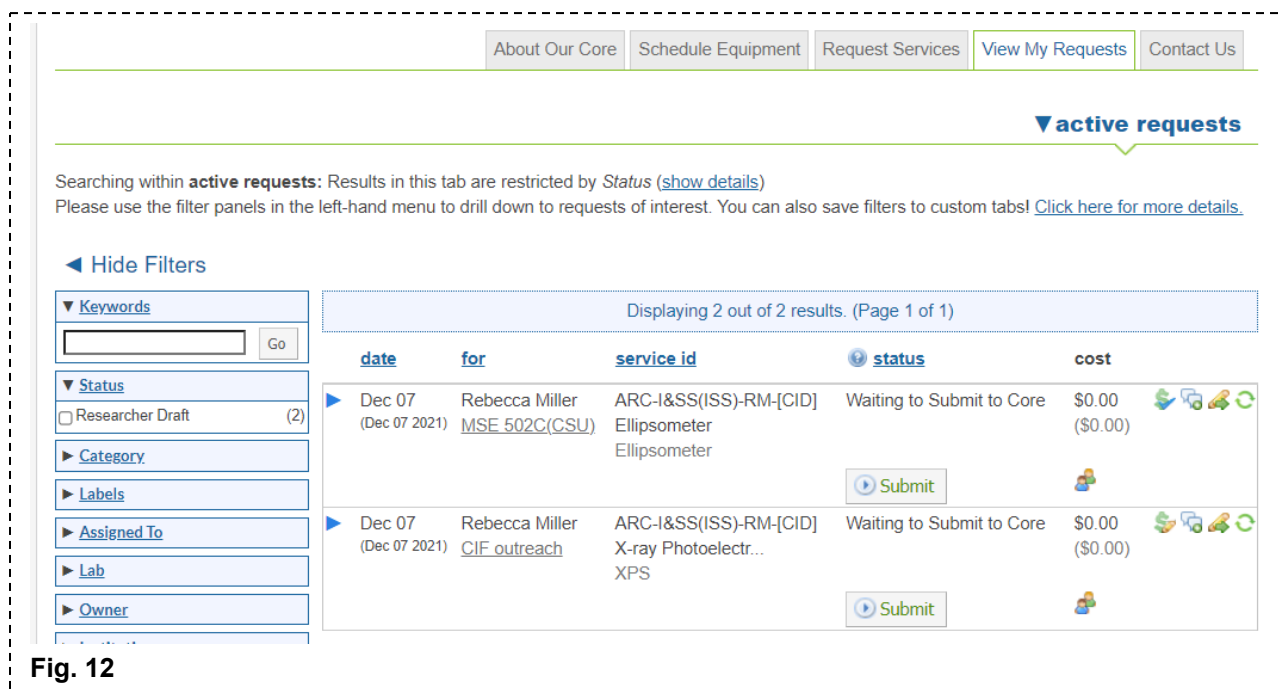 About Our Core Schedule Equipment Request Services View My Requests Contact Us
▼active requests
Searching within active requests: Results in this tab are restricted by Status (show details)
Please use the filter panels in the left-hand menu to drill down to requests of interest. You can also save filters to custom tabs! Click here for more details.
◄ Hide Filters
▼ Keywords
Go
▼ Status
Researcher Draft (2)
► Category
► Labels
► Assigned To
► Lab
► Owner
Displaying 2 out of 2 results. (Page 1 of 1)
date for service id status cost
Dec 07 Rebecca Miller ARC-I&SS(ISS)-RM-[CID] Waiting to Submit to Core $0.00
(Dec 07 2021) MSE 502C(CSU) Ellipsometer ($0.00)
Ellipsometer
Submit
Dec 07 Rebecca Miller ARC-I&SS(ISS)-RM-[CID] Waiting to Submit to Core $0.00
(Dec 07 2021) CIF outreach X-ray Photoelectr... ($0.00)
XPS
Submit
Fig. 12